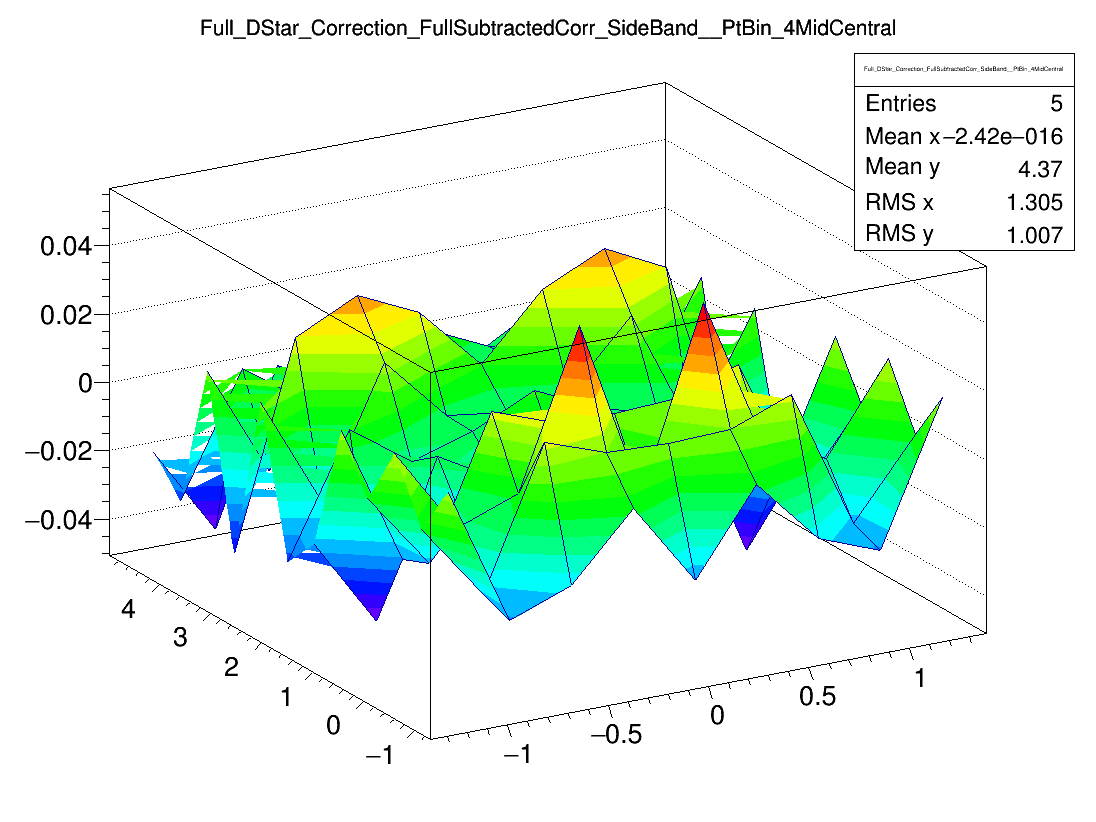 Full_DStar_Correction_FullSubtractedCorr_SideBand__PtBin_4MidCentral
Full_DStar_Correction_FullSubtractedCorr_SideBand__PtBin_4MidCentral
Entries 5
Mean x −2.42e−016
Mean y 4.37
RMS x 1.305
RMS y 1.007
0.04
0.02
0
−0.02
−0.04
4
3
2
1
0
−1
−1
−0.5
0
0.5
1